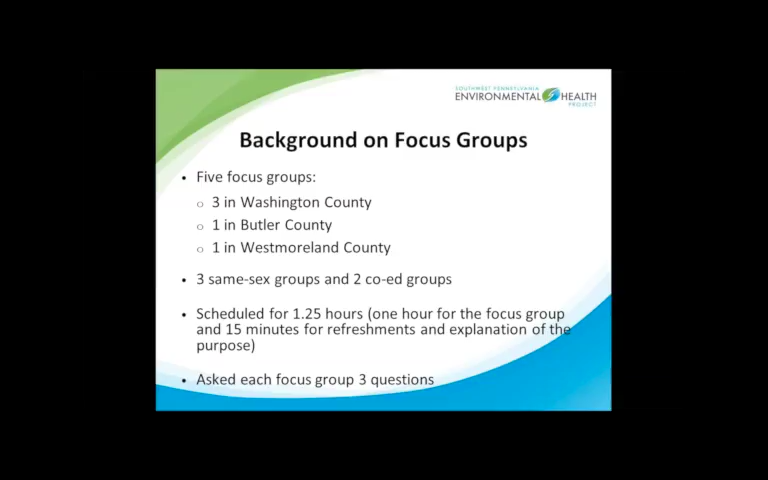 SOUTHWEST PENNSYLVANIA
ENVIRONMENTAL HEALTH
PROJECT
Background on Focus Groups
• Five focus groups:
o 3 in Washington County
o 1 in Butler County
o 1 in Westmoreland County
• 3 same-sex groups and 2 co-ed groups
• Scheduled for 1.25 hours (one hour for the focus group
and 15 minutes for refreshments and explanation of the
purpose)
• Asked each focus group 3 questions